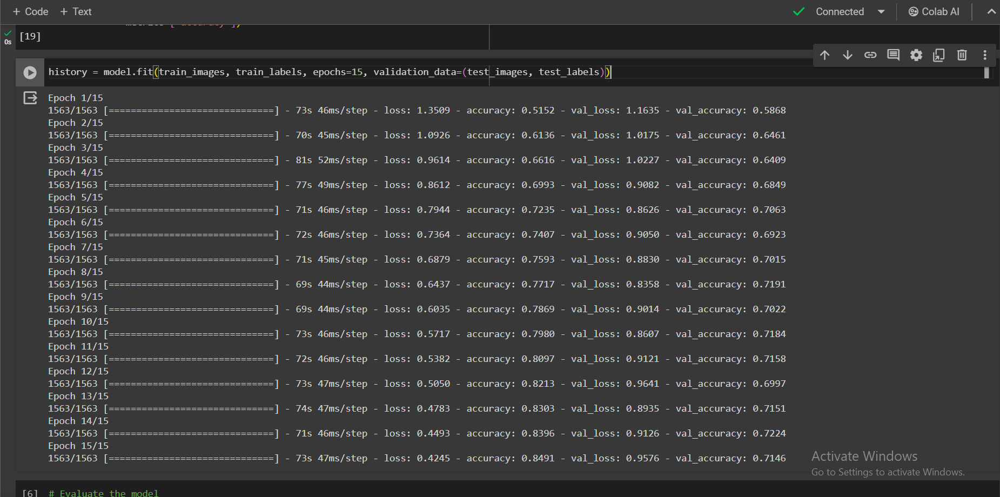 + Code + Text
Connected
Colab AI
0s
[19]
history = model.fit(train_images, train_labels, epochs=15, validation_data=(test_images, test_labels))
Epoch 1/15
1563/1563 [==============================] - 73s 46ms/step - loss: 1.3509 - accuracy: 0.5152 - val_loss: 1.1635 - val_accuracy: 0.5868
Epoch 2/15
1563/1563 [==============================] - 70s 45ms/step - loss: 1.0926 - accuracy: 0.6136 - val_loss: 1.0175 - val_accuracy: 0.6461
Epoch 3/15
1563/1563 [==============================] - 81s 52ms/step - loss: 0.9614 - accuracy: 0.6616 - val_loss: 1.0227 - val_accuracy: 0.6409
Epoch 4/15
1563/1563 [==============================] - 77s 49ms/step - loss: 0.8612 - accuracy: 0.6993 - val_loss: 0.9082 - val_accuracy: 0.6849
Epoch 5/15
1563/1563 [==============================] - 71s 46ms/step - loss: 0.7944 - accuracy: 0.7235 - val_loss: 0.8626 - val_accuracy: 0.7063
Epoch 6/15
1563/1563 [==============================] - 72s 46ms/step - loss: 0.7364 - accuracy: 0.7407 - val_loss: 0.9050 - val_accuracy: 0.6923
Epoch 7/15
1563/1563 [==============================] - 71s 45ms/step - loss: 0.6879 - accuracy: 0.7593 - val_loss: 0.8830 - val_accuracy: 0.7015
Epoch 8/15
1563/1563 [==============================] - 69s 44ms/step - loss: 0.6437 - accuracy: 0.7717 - val_loss: 0.8358 - val_accuracy: 0.7191
Epoch 9/15
1563/1563 [==============================] - 69s 44ms/step - loss: 0.6035 - accuracy: 0.7869 - val_loss: 0.9014 - val_accuracy: 0.7022
Epoch 10/15
1563/1563 [==============================] - 73s 46ms/step - loss: 0.5717 - accuracy: 0.7980 - val_loss: 0.8607 - val_accuracy: 0.7184
Epoch 11/15
1563/1563 [==============================] - 72s 46ms/step - loss: 0.5382 - accuracy: 0.8097 - val_loss: 0.9121 - val_accuracy: 0.7158
Epoch 12/15
1563/1563 [==============================] - 73s 47ms/step - loss: 0.5050 - accuracy: 0.8213 - val_loss: 0.9641 - val_accuracy: 0.6997
Epoch 13/15
1563/1563 [==============================] - 74s 47ms/step - loss: 0.4783 - accuracy: 0.8303 - val_loss: 0.8935 - val_accuracy: 0.7151
Epoch 14/15
1563/1563 [==============================] - 71s 46ms/step - loss: 0.4493 - accuracy: 0.8396 - val_loss: 0.9126 - val_accuracy: 0.7224
Epoch 15/15
1563/1563 [==============================] - 73s 47ms/step - loss: 0.4245 - accuracy: 0.8491 - val_loss: 0.9576 - val_accuracy: 0.7146
Activate Windows
Go to Settings to activate Windows.
[6] # Evaluate the model